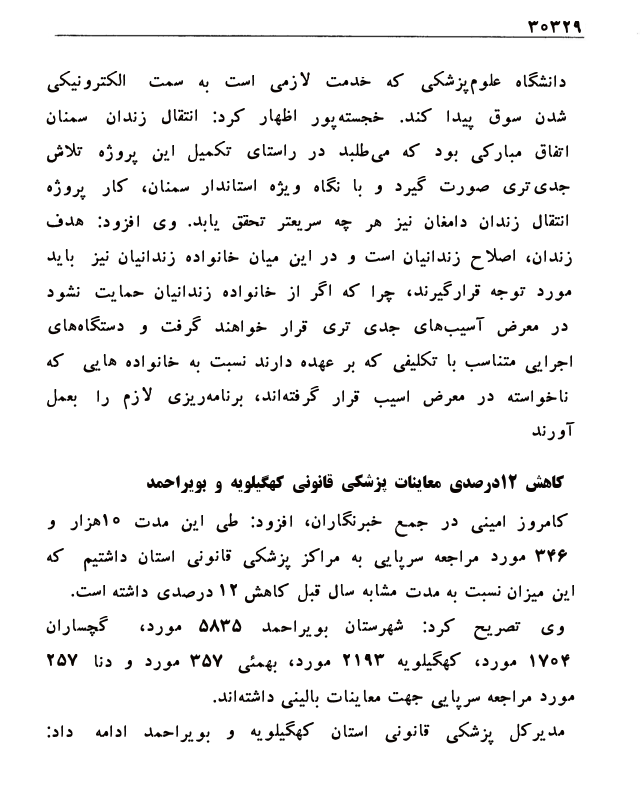 ۳۰۳۲۹
دانشگاه علوم‌پزشکی که خدمت لازمی است به سمت الکترونیکی
شدن سوق پیدا کند. خجسته‌پور اظهار کرد: انتقال زندان سمنان
اتفاق مبارکی بود که می‌طلبد در راستای تکمیل این پروژه تلاش
جدی‌تری صورت گیرد و با نگاه ویژه استاندار سمنان، کار پروژه
انتقال زندان دامغان نیز هر چه سریعتر تحقق یابد. وی افزود: هدف
زندان، اصلاح زندانیان است و در این میان خانواده زندانیان نیز باید
مورد توجه قرارگیرند، چرا که اگر از خانواده زندانیان حمایت نشود
در معرض آسیب‌های جدی تری قرار خواهند گرفت و دستگاه‌های
اجرایی متناسب با تکلیفی که بر عهده دارند نسبت به خانواده هایی که
ناخواسته در معرض اسیب قرار گرفته‌اند، برنامه‌ریزی لازم را بعمل
آورند
کاهش ۱۲درصدی معاینات پزشکی قانونی کهگیلویه و بویراحمد
کامروز امینی در جمع خبرنگاران، افزود: طی این مدت ۱۰هزار و
۳۴۶ مورد مراجعه سرپایی به مراکز پزشکی قانونی استان داشتیم که
این میزان نسبت به مدت مشابه سال قبل کاهش ۱۲ درصدی داشته است.
وی تصریح کرد: شهرستان بویراحمد ۵۸۳۵ مورد، گچساران
۱۷۰۴ مورد، کهگیلویه ۲۱۹۳ مورد، بهمئی ۳۵۷ مورد و دنا ۲۵۷
مورد مراجعه سرپایی جهت معاینات بالینی داشته‌اند.
مدیرکل پزشکی قانونی استان کهگیلویه و بویراحمد ادامه داد: